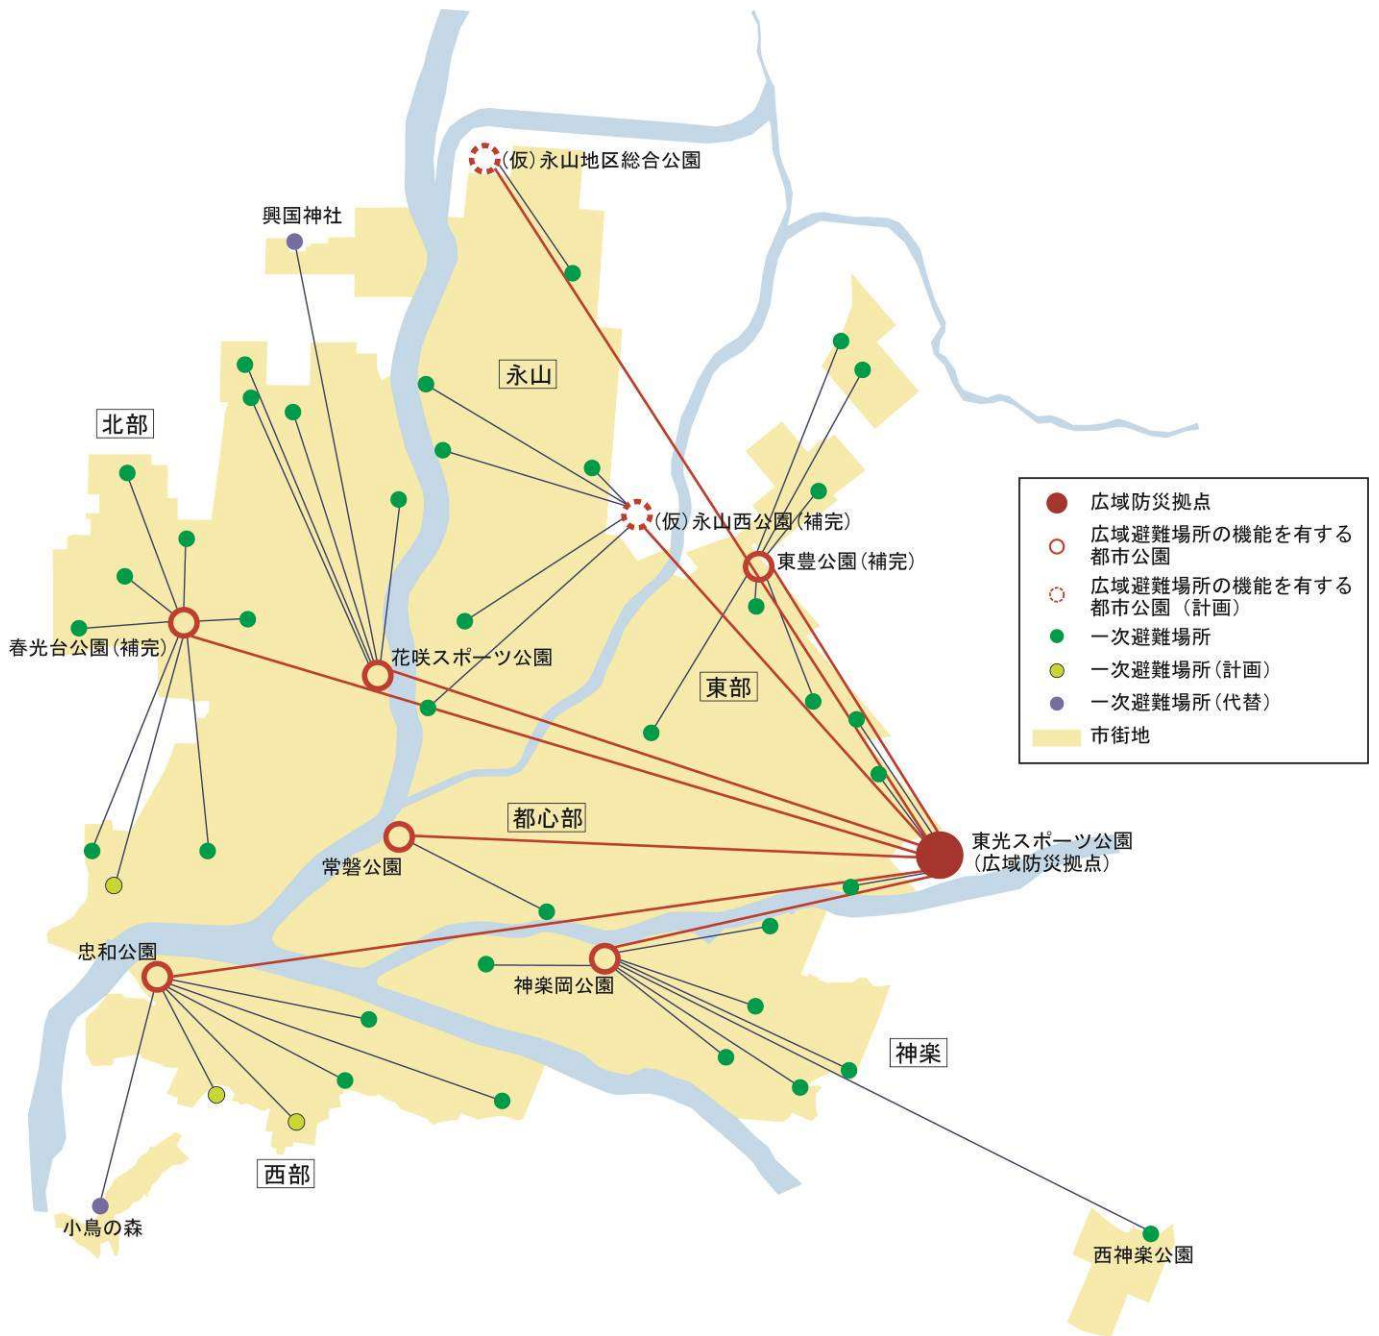 (仮)永山地区総合公園
興国神社
永山
北部
(仮)永山西公園(補完)
東豊公園(補完)
春光台公園(補完)
花咲スポーツ公園
東部
都心部
常磐公園
東光スポーツ公園
(広域防災拠点)
忠和公園
神楽岡公園
神楽
西部
小鳥の森
西神楽公園
広域防災拠点
広域避難場所の機能を有する
都市公園
広域避難場所の機能を有する
都市公園(計画)
一次避難場所
一次避難場所(計画)
一次避難場所(代替)
市街地